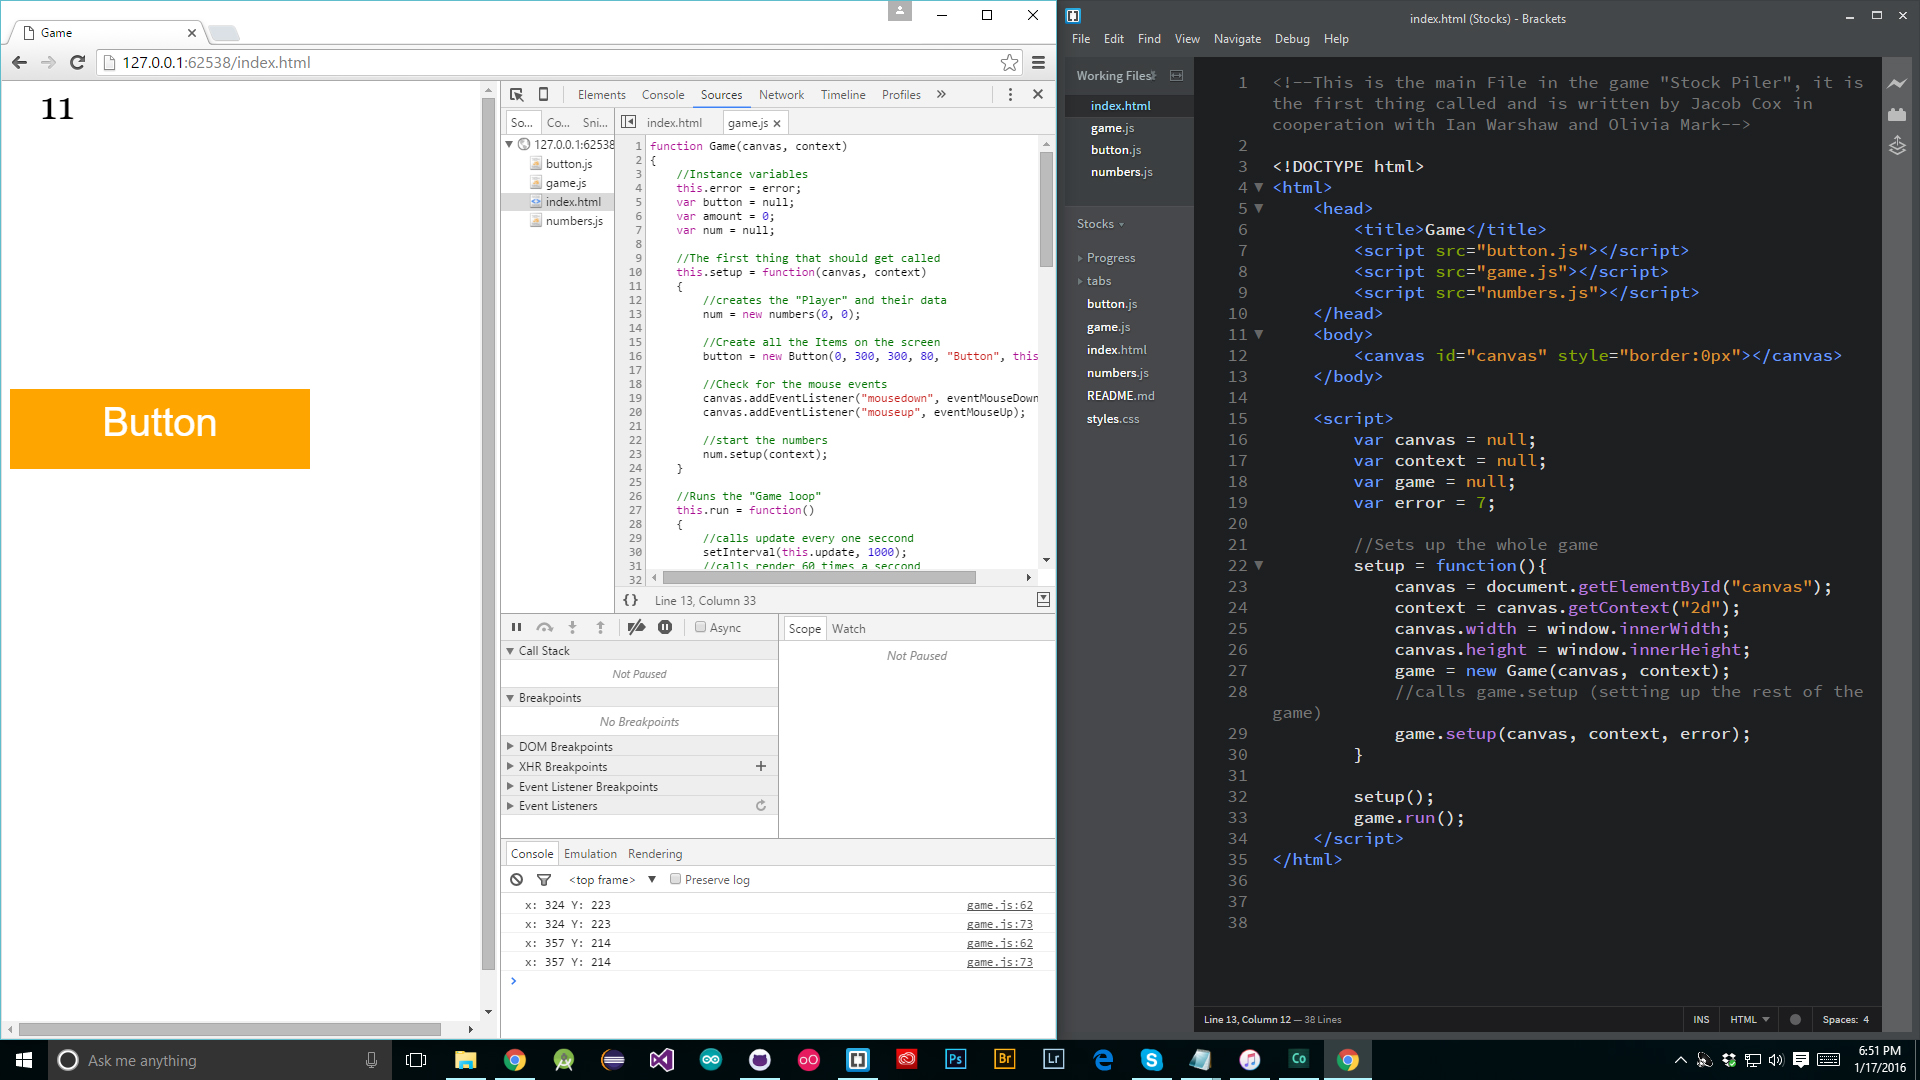 Game
127.0.0.1:62538/index.html
11
Button
Elements Console Sources Network Timeline Profiles »
So... Co... Sni...
127.0.0.1:62538
button.js
game.js
index.html
numbers.js
index.html game.js
1 function Game(canvas, context)
2 {
3 //Instance variables
4 this.error = error;
5 var button = null;
6 var amount = 0;
7 var num = null;
8
9 //The first thing that should get called
10 this.setup = function(canvas, context)
11 {
12 //creates the "Player" and their data
13 num = new numbers(0, 0);
14
15 //Create all the Items on the screen
16 button = new Button(0, 300, 300, 80, "Button", this
17
18 //Check for the mouse events
19 canvas.addEventListener("mousedown", eventMouseDown
20 canvas.addEventListener("mouseup", eventMouseUp);
21
22 //start the numbers
23 num.setup(context);
24 }
25
26 //Runs the "Game loop"
27 this.run = function()
28 {
29 //calls update every one seccond
30 setInterval(this.update, 1000);
31 //calls render 60 times a seccond
32
{} Line 13, Column 33
Async
Call Stack
Not Paused
Breakpoints
No Breakpoints
DOM Breakpoints
XHR Breakpoints
Event Listener Breakpoints
Event Listeners
Scope Watch
Not Paused
Console Emulation Rendering
<top frame> Preserve log
x: 324 Y: 223 game.js:62
x: 324 Y: 223 game.js:73
x: 357 Y: 214 game.js:62
x: 357 Y: 214 game.js:73
index.html (Stocks) - Brackets
File Edit Find View Navigate Debug Help
Working Files
index.html
game.js
button.js
numbers.js
Stocks
Progress
tabs
button.js
game.js
index.html
numbers.js
README.md
styles.css
1 <!--This is the main File in the game "Stock Piler", it is
the first thing called and is written by Jacob Cox in
cooperation with Ian Warshaw and Olivia Mark-->
2
3 <!DOCTYPE html>
4 <html>
5 <head>
6 <title>Game</title>
7 <script src="button.js"></script>
8 <script src="game.js"></script>
9 <script src="numbers.js"></script>
10 </head>
11 <body>
12 <canvas id="canvas" style="border:0px"></canvas>
13 </body>
14
15 <script>
16 var canvas = null;
17 var context = null;
18 var game = null;
19 var error = 7;
20
21 //Sets up the whole game
22 setup = function(){
23 canvas = document.getElementById("canvas");
24 context = canvas.getContext("2d");
25 canvas.width = window.innerWidth;
26 canvas.height = window.innerHeight;
27 game = new Game(canvas, context);
28 //calls game.setup (setting up the rest of the
game)
29 game.setup(canvas, context, error);
30 }
31
32 setup();
33 game.run();
34 </script>
35 </html>
36
37
38
Line 13, Column 12 — 38 Lines
INS HTML Spaces: 4
Ask me anything
Ps Br Lr Co
6:51 PM
1/17/2016